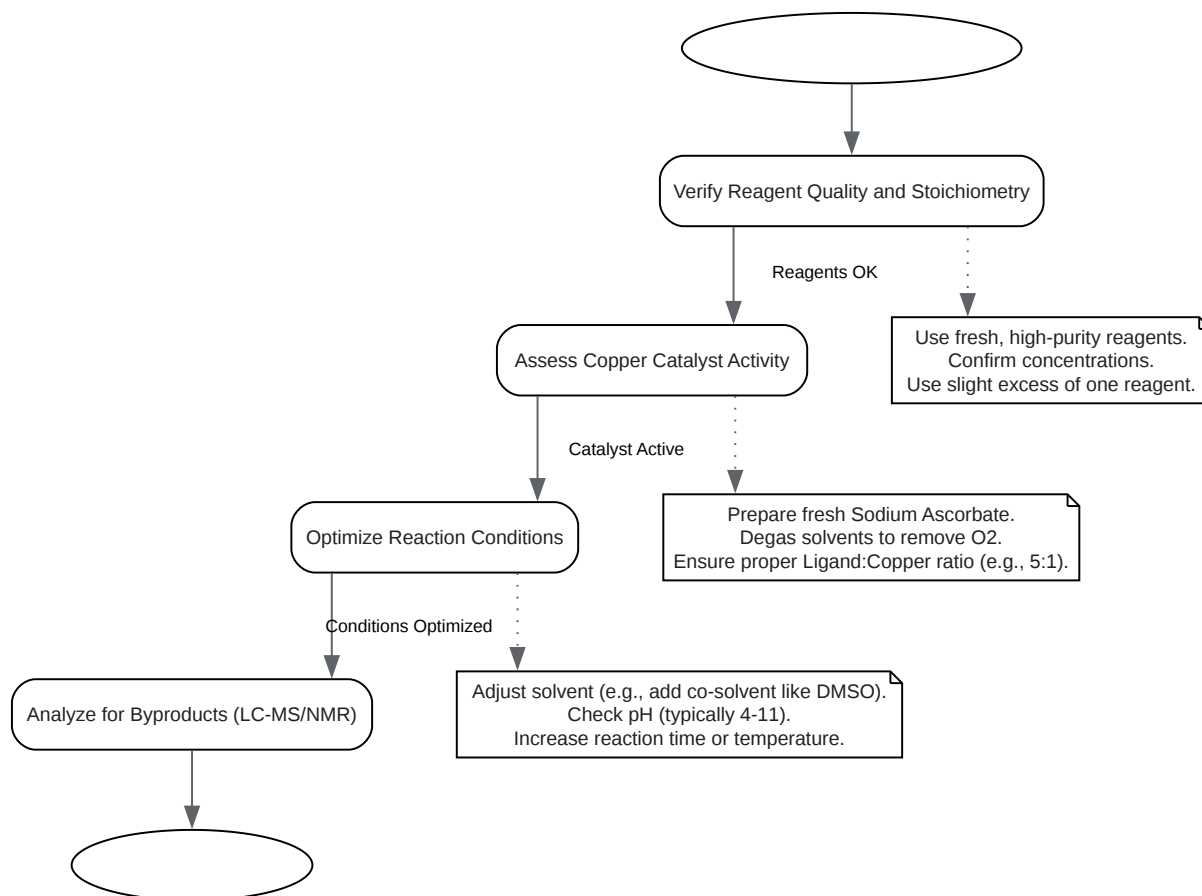 Verify Reagent Quality and Stoichiometry
Reagents OK
Use fresh, high-purity reagents.
Confirm concentrations.
Use slight excess of one reagent.
Assess Copper Catalyst Activity
Catalyst Active
Prepare fresh Sodium Ascorbate.
Degas solvents to remove O2.
Ensure proper Ligand:Copper ratio (e.g., 5:1).
Optimize Reaction Conditions
Conditions Optimized
Adjust solvent (e.g., add co-solvent like DMSO).
Check pH (typically 4-11).
Increase reaction time or temperature.
Analyze for Byproducts (LC-MS/NMR)